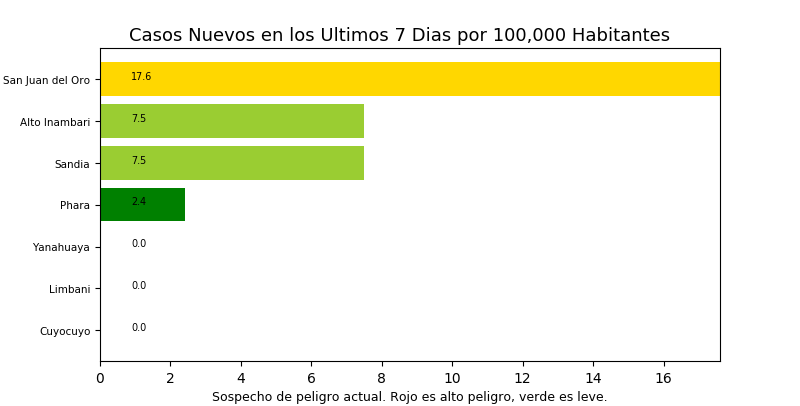 Casos Nuevos en los Ultimos 7 Dias por 100,000 Habitantes
San Juan del Oro 17.6
Alto Inambari 7.5
Sandia 7.5
Phara 2.4
Yanahuaya 0.0
Limbani 0.0
Cuyocuyo 0.0
0 2 4 6 8 10 12 14 16
Sospecho de peligro actual. Rojo es alto peligro, verde es leve.